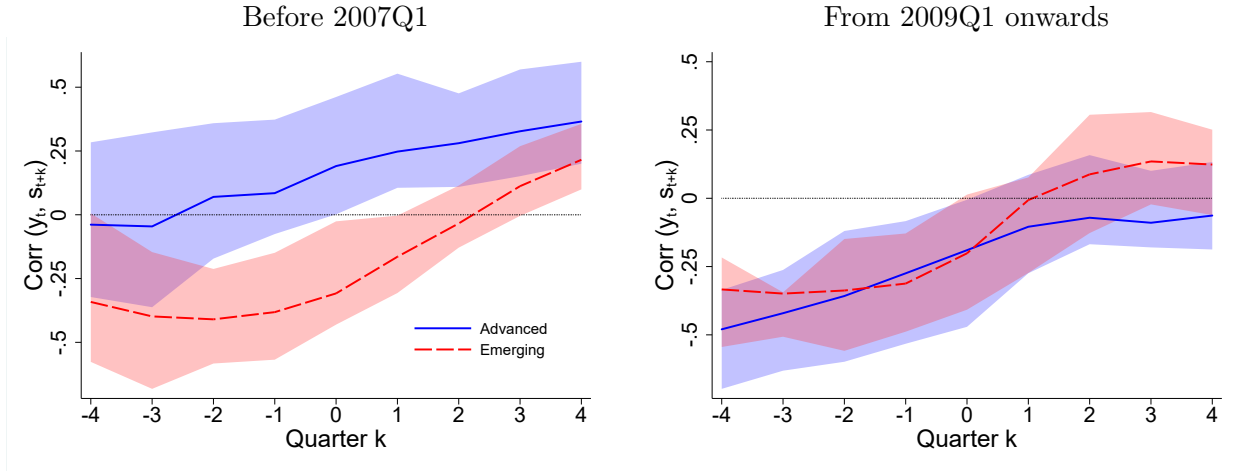 Before 2007Q1
Corr (yt, st+k)
.5
.25
0
-.25
-.5
-4 -3 -2 -1 0 1 2 3 4
Quarter k
Advanced
Emerging
From 2009Q1 onwards
Corr (yt, st+k)
.5
.25
0
-.25
-.5
-4 -3 -2 -1 0 1 2 3 4
Quarter k